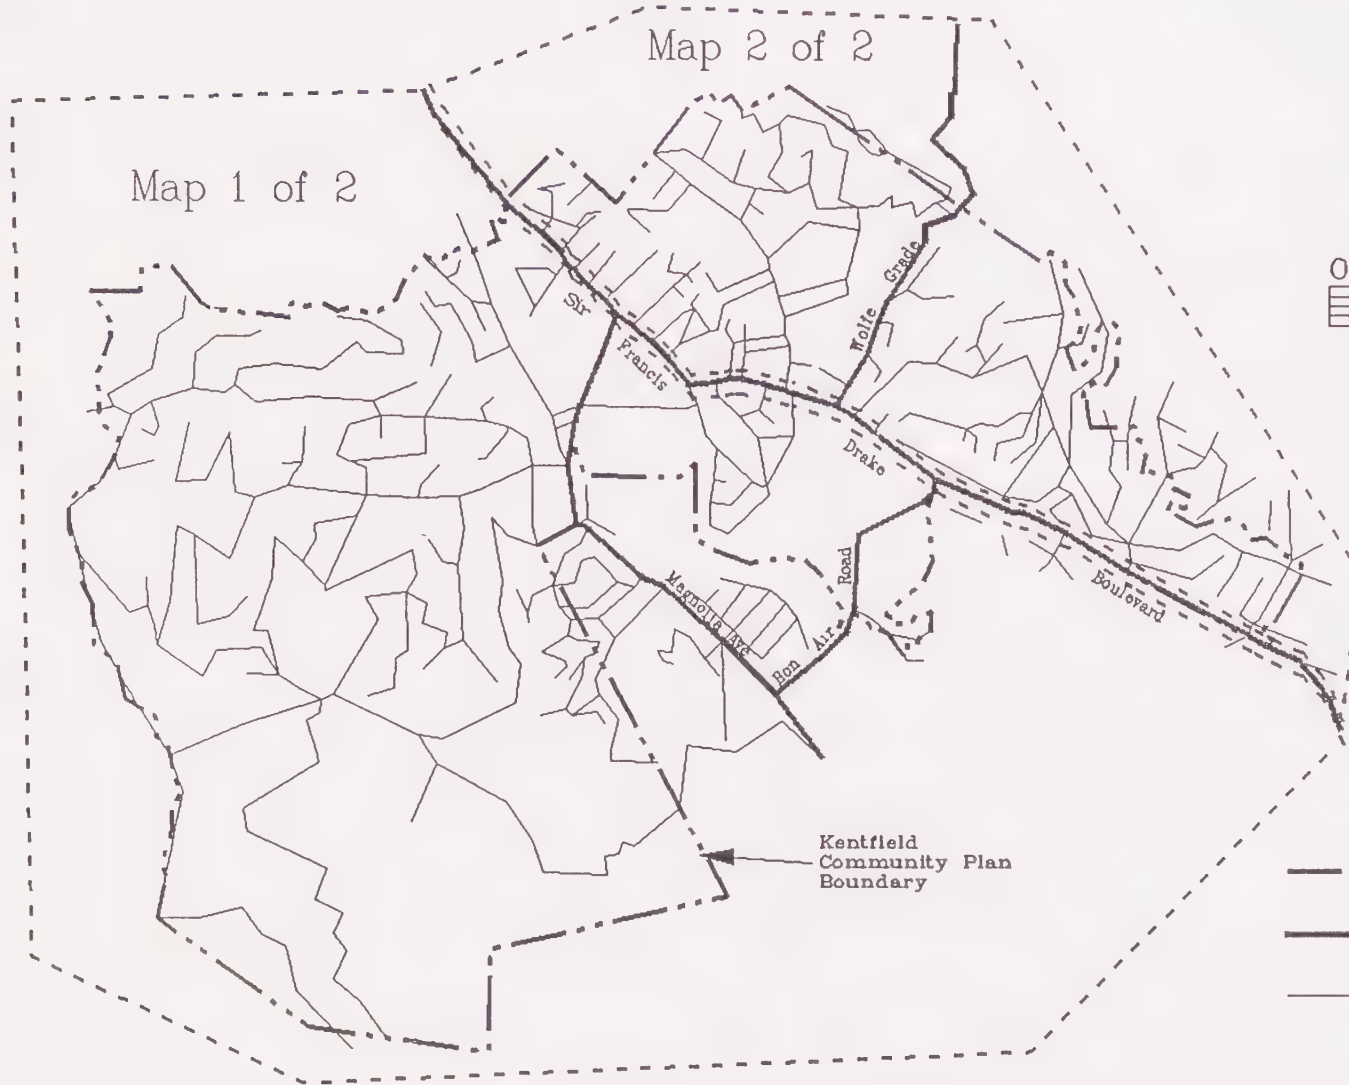 Map 2 of 2
Map 1 of 2
0
Sir
Francis
Drake
Boulevard
Wolfe Grade
Magnolia Ave
Bon Air Road
Kentfield
Community Plan
Boundary